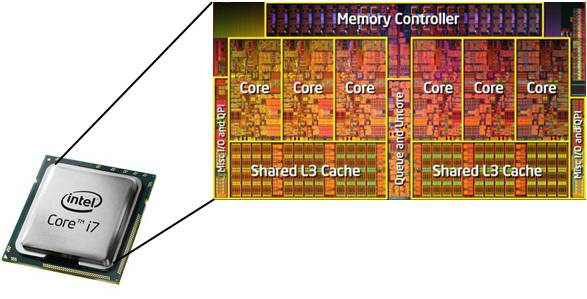 Memory Controller
Core
Core
Core
Core
Core
Core
Misc I/O and QPI
Queue and Uncore
Misc I/O and QPI
Shared L3 Cache
Shared L3 Cache
intel
Core™ i7